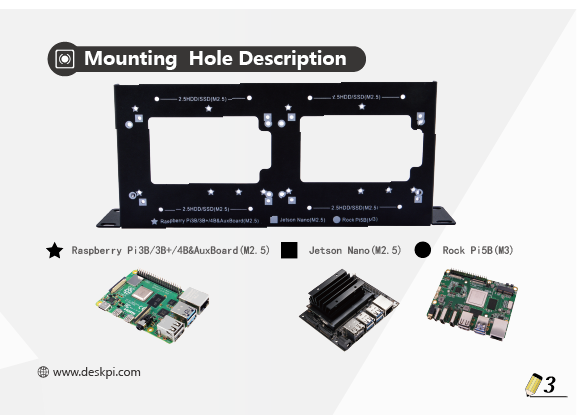 Mounting Hole Description
2.5HDD/SSD(M2.5)
2.5HDD/SSD(M2.5)
2.5HDD/SSD(M2.5)
2.5HDD/SSD(M2.5)
Raspberry Pi3B/3B+/4B&AuxBoard(M2.5) Jetson Nano(M2.5) Rock Pi5B(M3)
Raspberry Pi3B/3B+/4B&AuxBoard(M2.5) Jetson Nano(M2.5) Rock Pi5B(M3)
www.deskpi.com
3